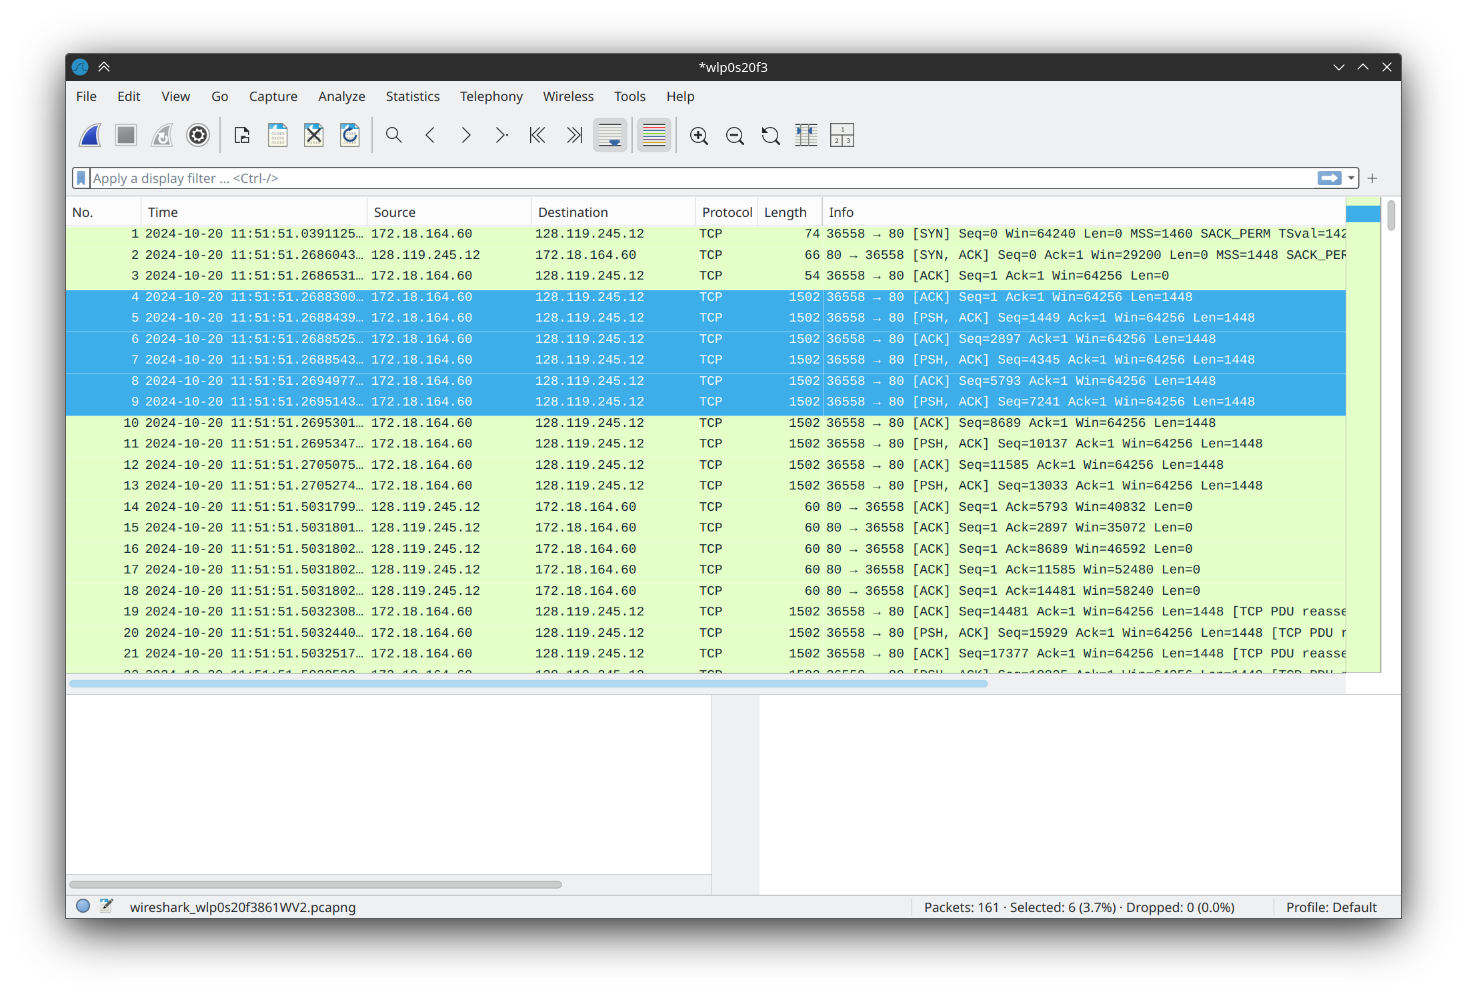 *wlp0s20f3
File Edit View Go Capture Analyze Statistics Telephony Wireless Tools Help
Apply a display filter ... <Ctrl-/>
No. Time Source Destination Protocol Length Info
1 2024-10-20 11:51:51.0391125… 172.18.164.60 128.119.245.12 TCP 74 36558 → 80 [SYN] Seq=0 Win=64240 Len=0 MSS=1460 SACK_PERM TSval=142
2 2024-10-20 11:51:51.2686043… 128.119.245.12 172.18.164.60 TCP 66 80 → 36558 [SYN, ACK] Seq=0 Ack=1 Win=29200 Len=0 MSS=1448 SACK_PER
3 2024-10-20 11:51:51.2686531… 172.18.164.60 128.119.245.12 TCP 54 36558 → 80 [ACK] Seq=1 Ack=1 Win=64256 Len=0
4 2024-10-20 11:51:51.2688300… 172.18.164.60 128.119.245.12 TCP 1502 36558 → 80 [ACK] Seq=1 Ack=1 Win=64256 Len=1448
5 2024-10-20 11:51:51.2688439… 172.18.164.60 128.119.245.12 TCP 1502 36558 → 80 [PSH, ACK] Seq=1449 Ack=1 Win=64256 Len=1448
6 2024-10-20 11:51:51.2688525… 172.18.164.60 128.119.245.12 TCP 1502 36558 → 80 [ACK] Seq=2897 Ack=1 Win=64256 Len=1448
7 2024-10-20 11:51:51.2688543… 172.18.164.60 128.119.245.12 TCP 1502 36558 → 80 [PSH, ACK] Seq=4345 Ack=1 Win=64256 Len=1448
8 2024-10-20 11:51:51.2694977… 172.18.164.60 128.119.245.12 TCP 1502 36558 → 80 [ACK] Seq=5793 Ack=1 Win=64256 Len=1448
9 2024-10-20 11:51:51.2695143… 172.18.164.60 128.119.245.12 TCP 1502 36558 → 80 [PSH, ACK] Seq=7241 Ack=1 Win=64256 Len=1448
10 2024-10-20 11:51:51.2695301… 172.18.164.60 128.119.245.12 TCP 1502 36558 → 80 [ACK] Seq=8689 Ack=1 Win=64256 Len=1448
11 2024-10-20 11:51:51.2695347… 172.18.164.60 128.119.245.12 TCP 1502 36558 → 80 [PSH, ACK] Seq=10137 Ack=1 Win=64256 Len=1448
12 2024-10-20 11:51:51.2705075… 172.18.164.60 128.119.245.12 TCP 1502 36558 → 80 [ACK] Seq=11585 Ack=1 Win=64256 Len=1448
13 2024-10-20 11:51:51.2705274… 172.18.164.60 128.119.245.12 TCP 1502 36558 → 80 [PSH, ACK] Seq=13033 Ack=1 Win=64256 Len=1448
14 2024-10-20 11:51:51.5031799… 128.119.245.12 172.18.164.60 TCP 60 80 → 36558 [ACK] Seq=1 Ack=5793 Win=40832 Len=0
15 2024-10-20 11:51:51.5031801… 128.119.245.12 172.18.164.60 TCP 60 80 → 36558 [ACK] Seq=1 Ack=2897 Win=35072 Len=0
16 2024-10-20 11:51:51.5031802… 128.119.245.12 172.18.164.60 TCP 60 80 → 36558 [ACK] Seq=1 Ack=8689 Win=46592 Len=0
17 2024-10-20 11:51:51.5031802… 128.119.245.12 172.18.164.60 TCP 60 80 → 36558 [ACK] Seq=1 Ack=11585 Win=52480 Len=0
18 2024-10-20 11:51:51.5031802… 128.119.245.12 172.18.164.60 TCP 60 80 → 36558 [ACK] Seq=1 Ack=14481 Win=58240 Len=0
19 2024-10-20 11:51:51.5032308… 172.18.164.60 128.119.245.12 TCP 1502 36558 → 80 [ACK] Seq=14481 Ack=1 Win=64256 Len=1448 [TCP PDU reasse
20 2024-10-20 11:51:51.5032440… 172.18.164.60 128.119.245.12 TCP 1502 36558 → 80 [PSH, ACK] Seq=15929 Ack=1 Win=64256 Len=1448 [TCP PDU r
21 2024-10-20 11:51:51.5032517… 172.18.164.60 128.119.245.12 TCP 1502 36558 → 80 [ACK] Seq=17377 Ack=1 Win=64256 Len=1448 [TCP PDU reasse
wireshark_wlp0s20f3861WV2.pcapng
Packets: 161 · Selected: 6 (3.7%) · Dropped: 0 (0.0%)
Profile: Default